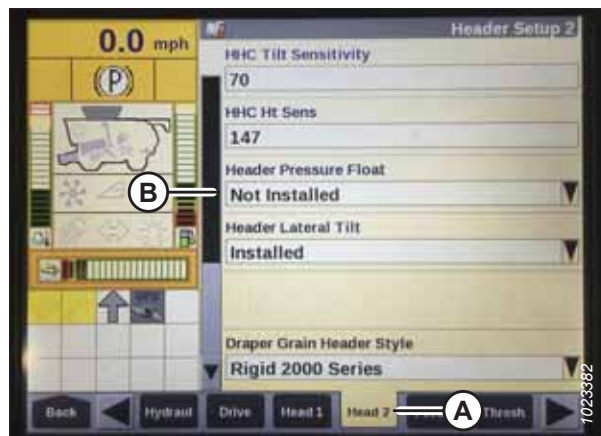 0.0 mph
Header Setup 2
(P)
HHC Tilt Sensitivity
70
HHC Ht Sens
147
Header Pressure Float
B
Not Installed
Header Lateral Tilt
Installed
Draper Grain Header Style
Rigid 2000 Series
Back
Hydraul
Drive
Head 1
Head 2
A
Thresh
1023382